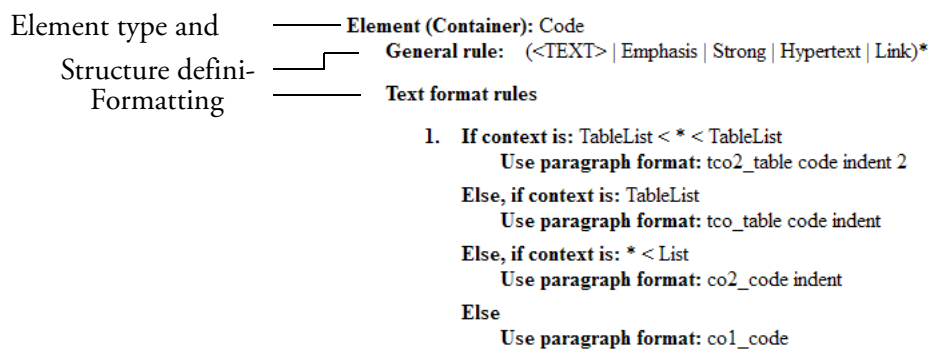 Element type and
Element (Container): Code
Structure defini-
General rule: (<TEXT> | Emphasis | Strong | Hypertext | Link)*
Formatting
Text format rules
1. If context is: TableList < * < TableList
Use paragraph format: tco2_table code indent 2
Else, if context is: TableList
Use paragraph format: tco_table code indent
Else, if context is: * < List
Use paragraph format: co2_code indent
Else
Use paragraph format: co1_code